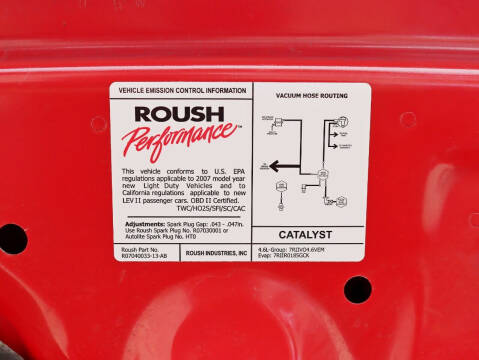 VEHICLE EMISSION CONTROL INFORMATION
ROUSH
Performance™
This vehicle conforms to U.S. EPA
regulations applicable to 2007 model year
new Light Duty Vehicles and to
California regulations applicable to new
LEV II passenger cars. OBD II Certified.
TWC/HO2S/SFI/SC/CAC
Adjustments: Spark Plug Gap: .043 - .047in.
Use Roush Spark Plug No. R07030001 or
Autolite Spark Plug No. HT0
Roush Part No.
R07040033-13-AB
ROUSH INDUSTRIES, INC
VACUUM HOSE ROUTING
CATALYST
4.6L-Group: 7RIIV04.6VEM
Evap: 7RIIR0185GCK